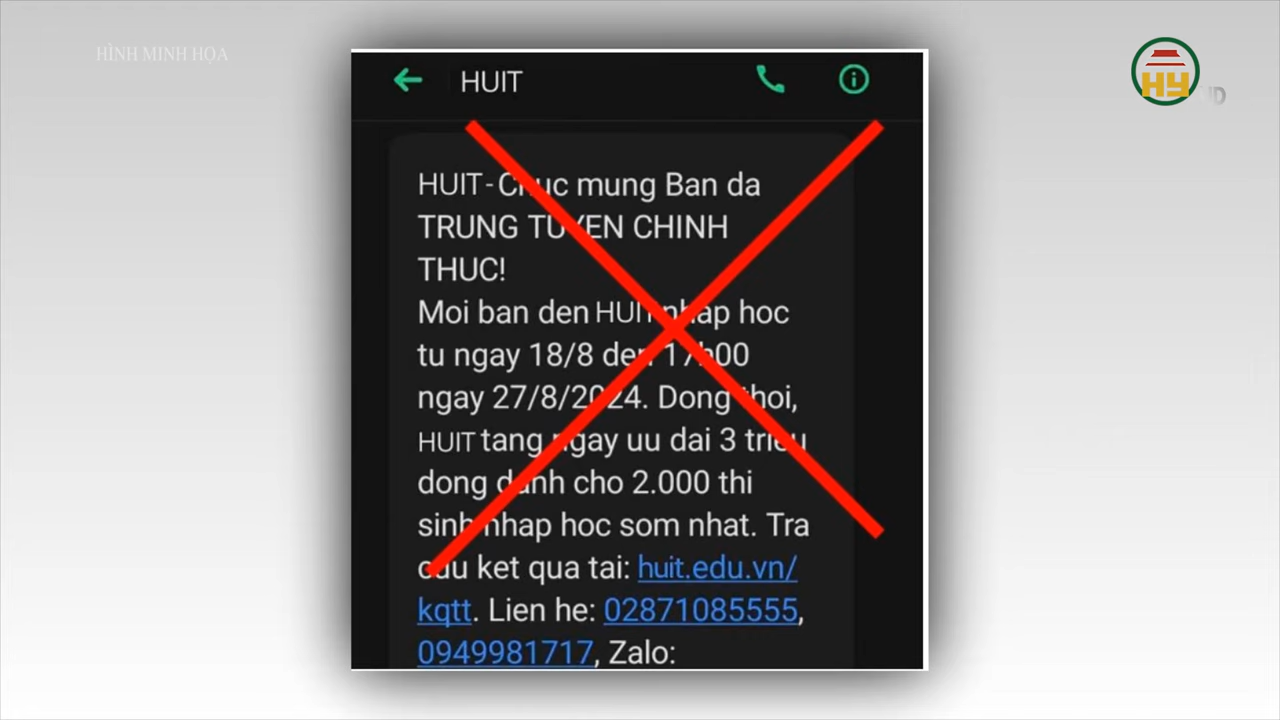 HÌNH MINH HỌA
HY
HUIT
HUIT - Chuc mung Ban da
TRUNG TUYEN CHINH
THUC!
Moi ban den HUIT nhap hoc
tu ngay 18/8 den 17h00
ngay 27/8/2024. Dong thoi,
HUIT tang ngay uu dai 3 trieu
dong danh cho 2.000 thi
sinh nhap hoc som nhat. Tra
cuu ket qua tai: huit.edu.vn/
kqtt. Lien he: 02871085555,
0949981717, Zalo: